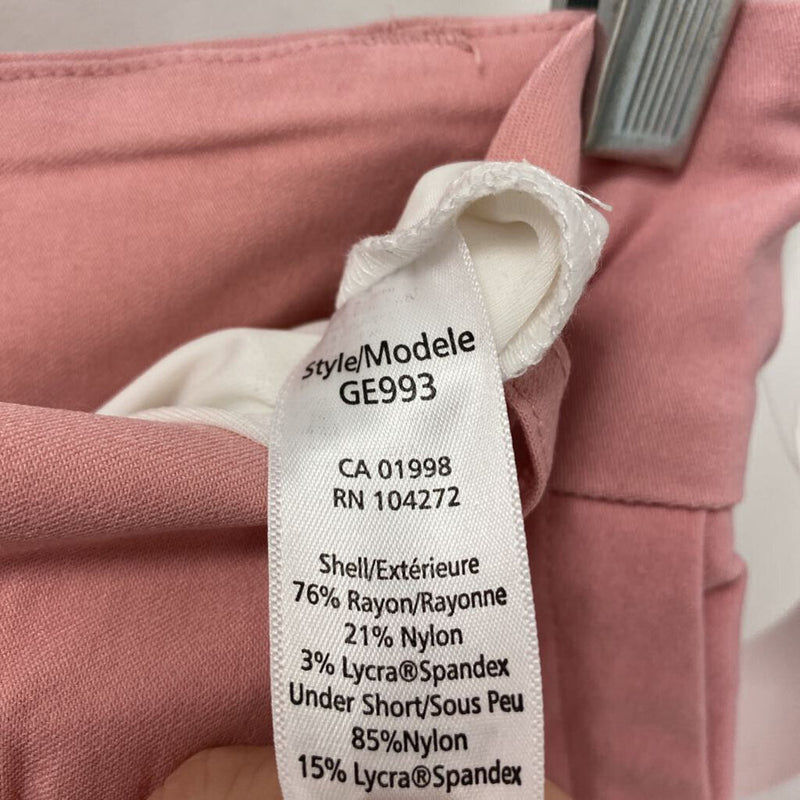 Style/Modele
GE993
CA 01998
RN 104272
Shell/Extérieure
76% Rayon/Rayonne
21% Nylon
3% Lycra®Spandex
Under Short/Sous Peu
85%Nylon
15% Lycra®Spandex